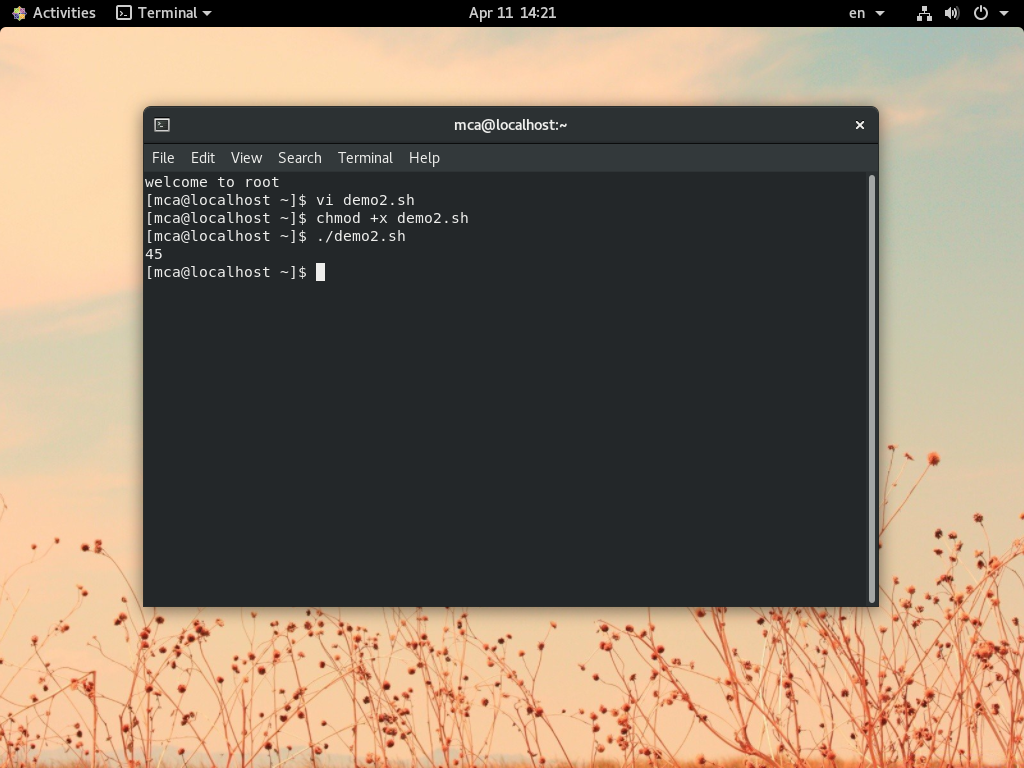 Activities Terminal Apr 11 14:21 en
mca@localhost:~
File Edit View Search Terminal Help
welcome to root
[mca@localhost ~]$ vi demo2.sh
[mca@localhost ~]$ chmod +x demo2.sh
[mca@localhost ~]$ ./demo2.sh
45
[mca@localhost ~]$